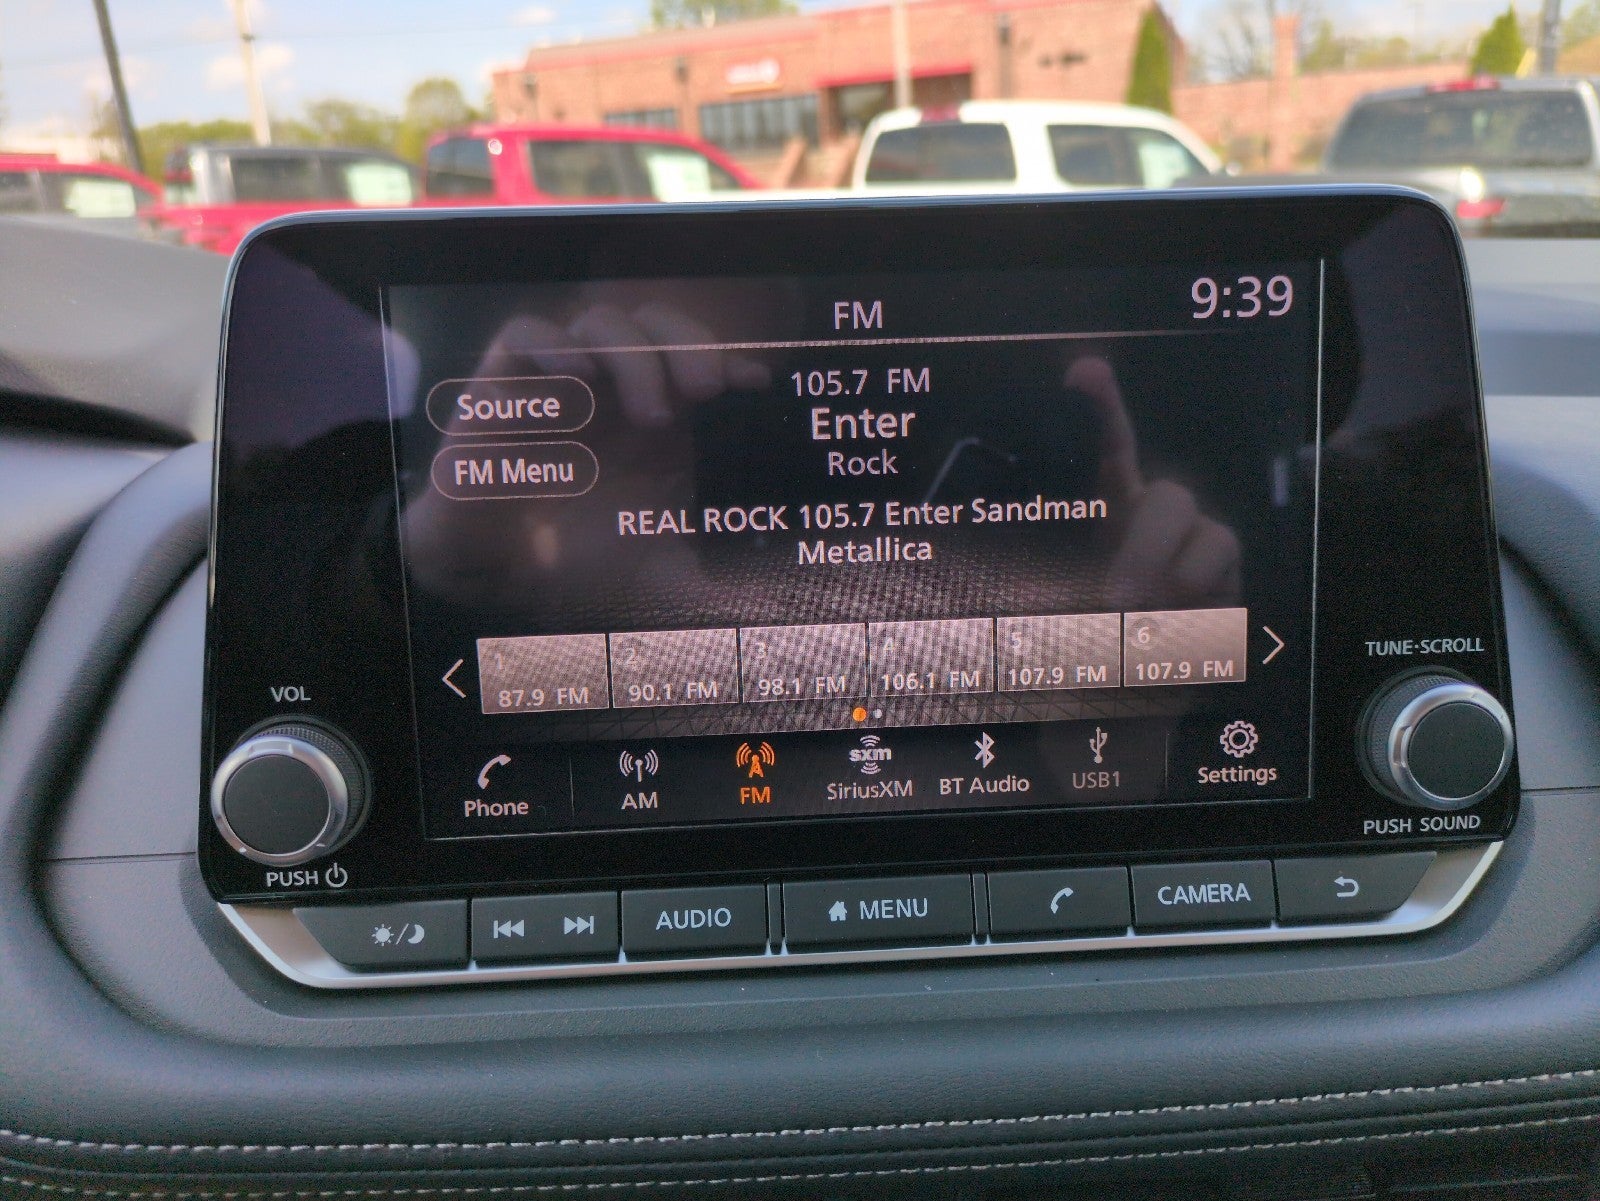 FM
9:39
Source
FM Menu
105.7 FM
Enter
Rock
REAL ROCK 105.7 Enter Sandman
Metallica
1
87.9 FM
2
90.1 FM
3
98.1 FM
4
106.1 FM
5
107.9 FM
6
107.9 FM
Phone
AM
FM
sxm
SiriusXM
BT Audio
USB1
Settings
VOL
PUSH
TUNE·SCROLL
PUSH SOUND
AUDIO
MENU
CAMERA